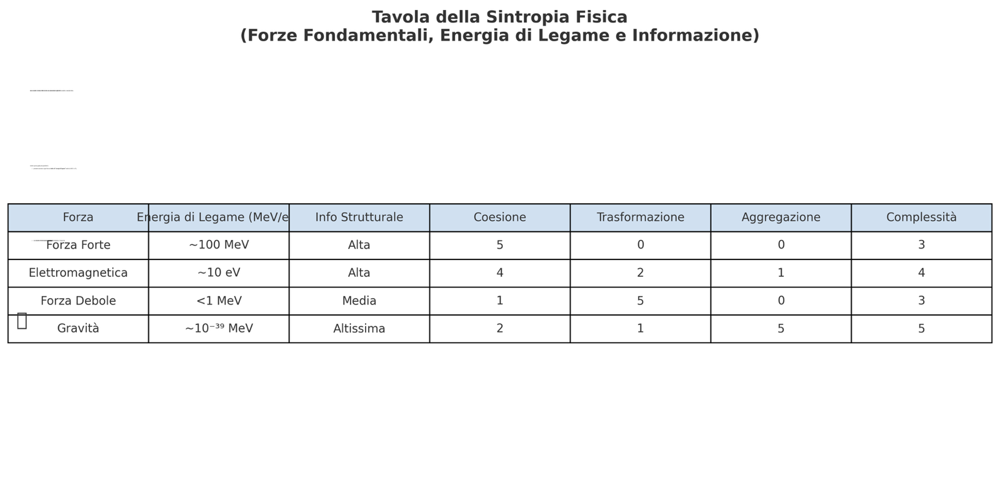 Tavola della Sintropia Fisica
(Forze Fondamentali, Energia di Legame e Informazione)
Forza Energia di Legame (MeV/e Info Strutturale Coesione Trasformazione Aggregazione Complessità
Forza Forte ~100 MeV Alta 5 0 0 3
Elettromagnetica ~10 eV Alta 4 2 1 4
Forza Debole <1 MeV Media 1 5 0 3
Gravità ~10⁻³⁹ MeV Altissima 2 1 5 5